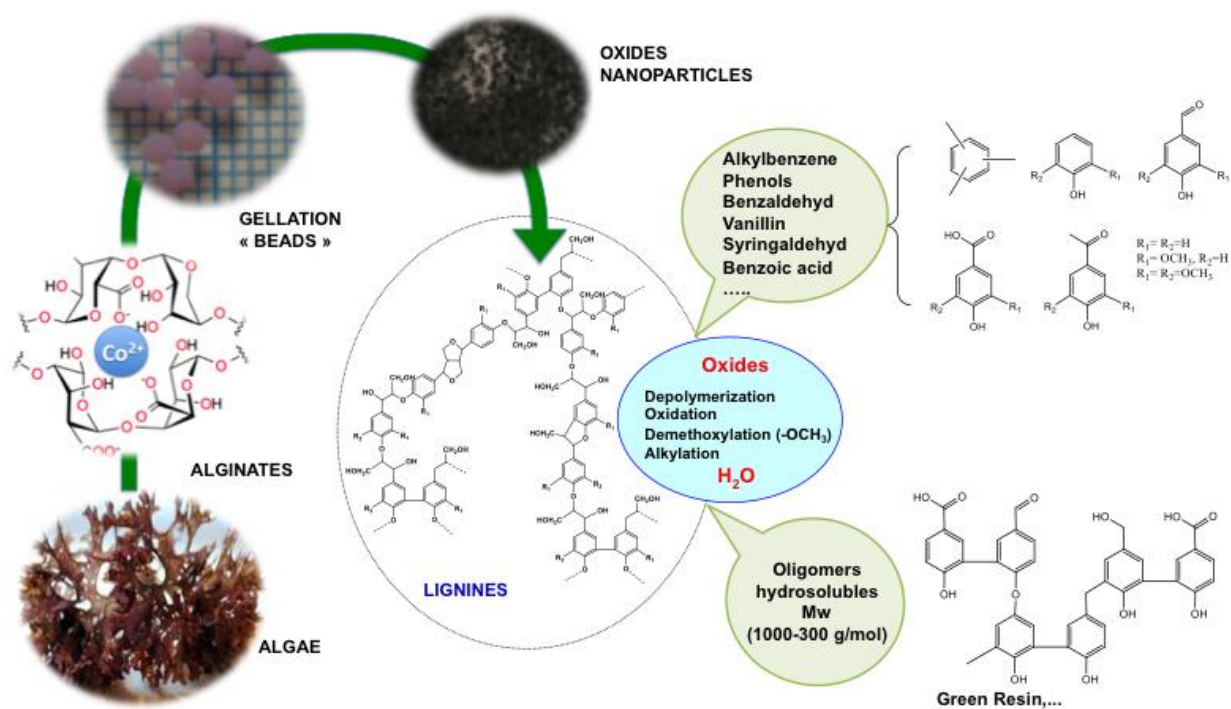 OXIDES
NANOPARTICLES
GELLATION
« BEADS »
Co²⁺
ALGINATES
ALGAE
LIGNINES
Alkylbenzene
Phenols
Benzaldehyd
Vanillin
Syringaldehyd
Benzoic acid
.....
R₁= R₂=H
R₁= OCH₃, R₂=H
R₁= R₂=OCH₃
Oxides
Depolymerization
Oxidation
Demethoxylation (-OCH₃)
Alkylation
H₂O
Oligomers
hydrosolubles
Mw
(1000-300 g/mol)
Green Resin,...